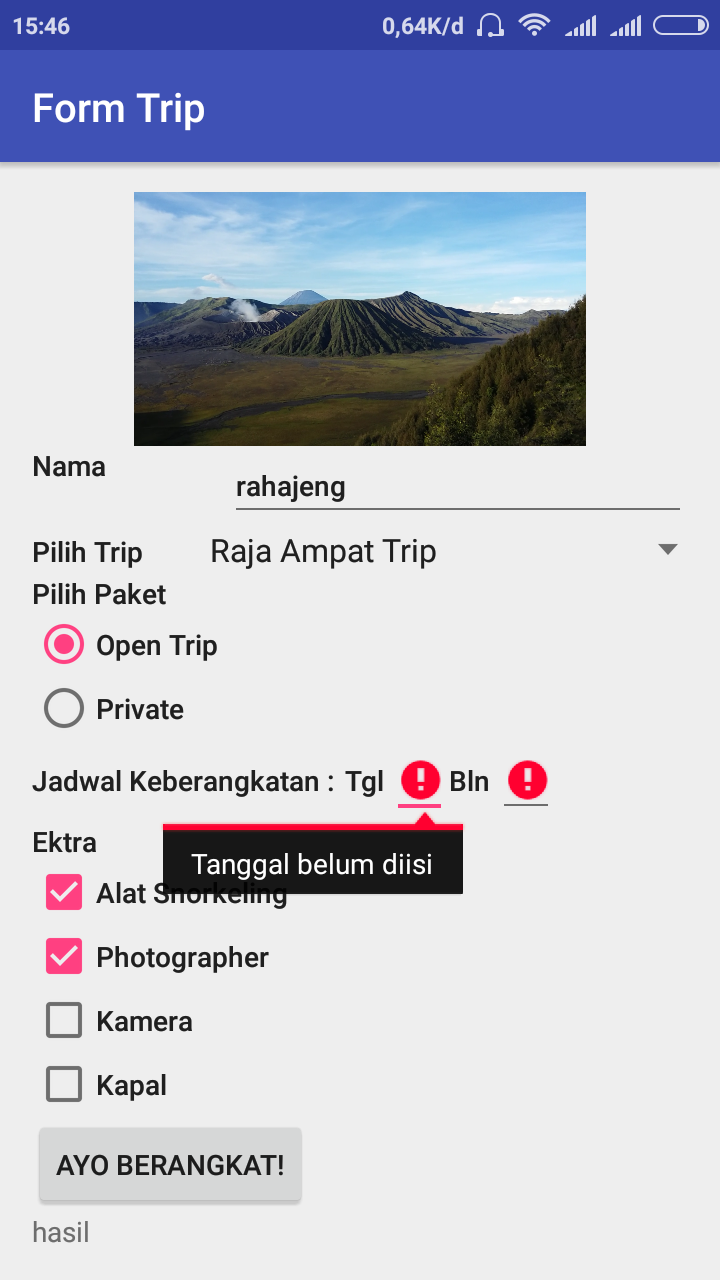 15:46 0,64K/d
Form Trip
Nama rahajeng
Pilih Trip Raja Ampat Trip
Pilih Paket
Open Trip
Private
Jadwal Keberangkatan : Tgl Bln
Tanggal belum diisi
Ektra
Alat Snorkeling
Photographer
Kamera
Kapal
AYO BERANGKAT!
hasil